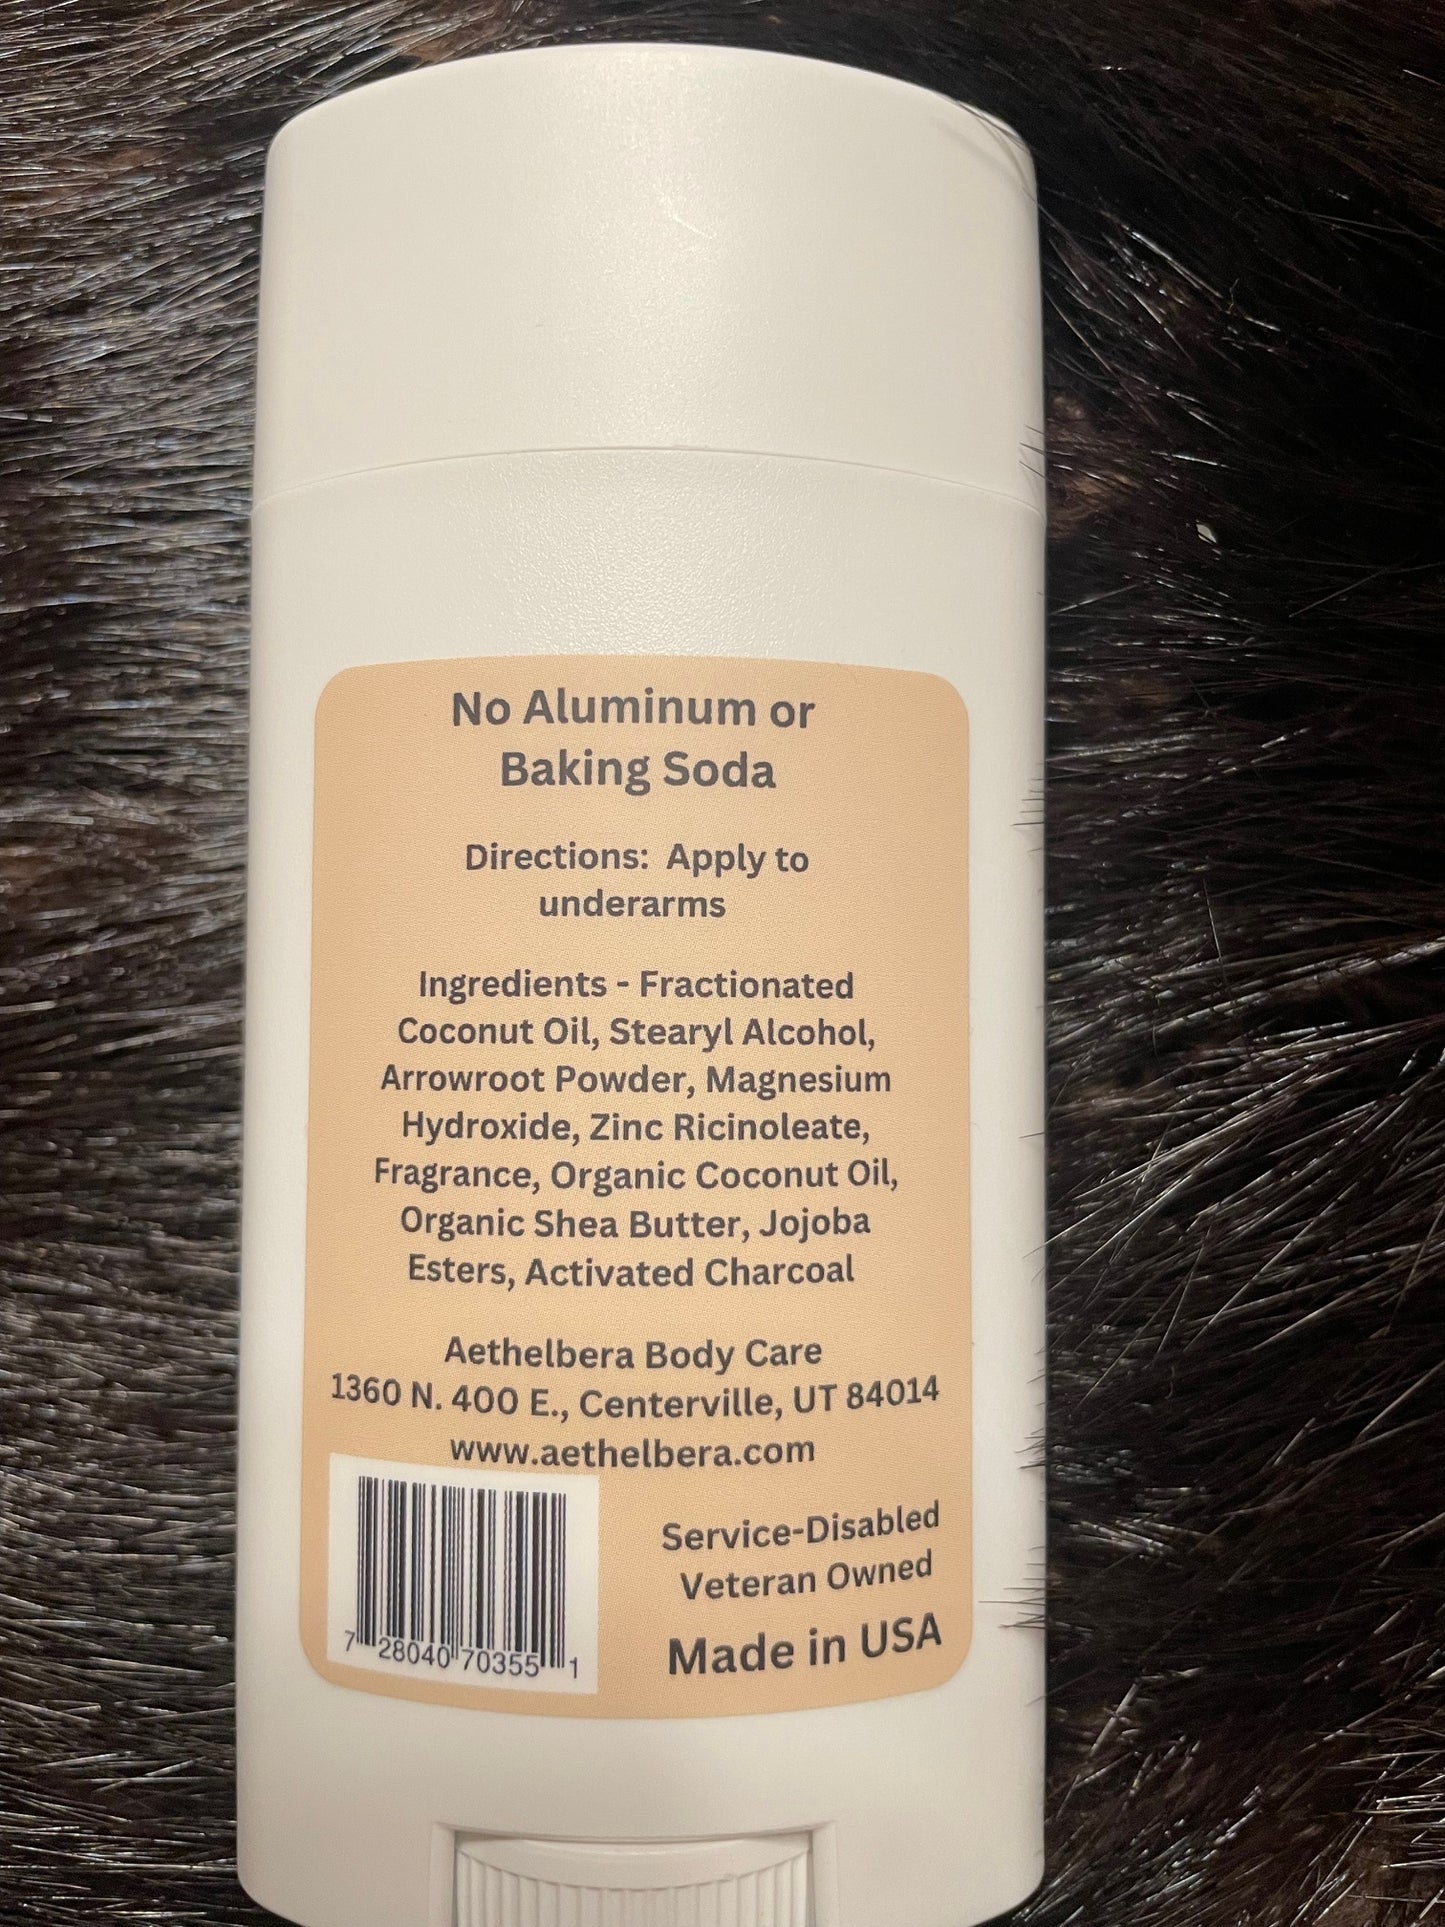 No Aluminum or
Baking Soda
Directions: Apply to
underarms
Ingredients - Fractionated
Coconut Oil, Stearyl Alcohol,
Arrowroot Powder, Magnesium
Hydroxide, Zinc Ricinoleate,
Fragrance, Organic Coconut Oil,
Organic Shea Butter, Jojoba
Esters, Activated Charcoal
Aethelbera Body Care
1360 N. 400 E., Centerville, UT 84014
www.aethelbera.com
Service-Disabled
Veteran Owned
Made in USA
7 28040 70355 1